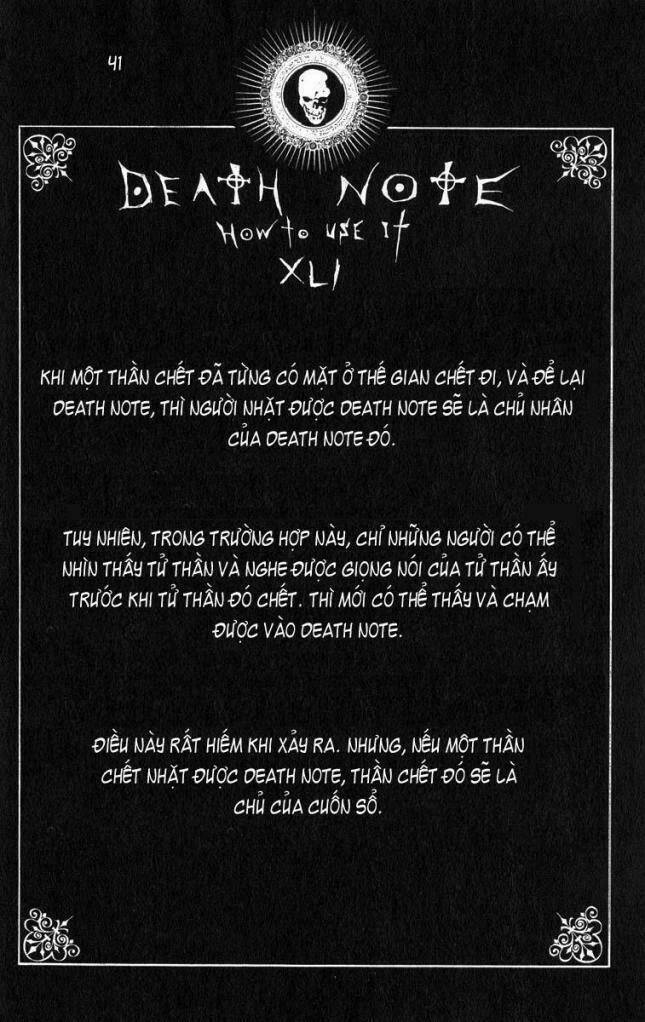 41
DEATH NOTE
HOW TO USE IT
XLI
KHI MỘT THẦN CHẾT ĐÃ TỪNG CÓ MẶT Ở THẾ GIAN CHẾT ĐI, VÀ ĐỂ LẠI
DEATH NOTE, THÌ NGƯỜI NHẶT ĐƯỢC DEATH NOTE SẼ LÀ CHỦ NHÂN
CỦA DEATH NOTE ĐÓ.
TUY NHIÊN, TRONG TRƯỜNG HỢP NÀY, CHỈ NHỮNG NGƯỜI CÓ THỂ
NHÌN THẤY TỬ THẦN VÀ NGHE ĐƯỢC GIỌNG NÓI CỦA TỬ THẦN ẤY
TRƯỚC KHI TỬ THẦN ĐÓ CHẾT. THÌ MỚI CÓ THỂ THẤY VÀ CHẠM
ĐƯỢC VÀO DEATH NOTE.
ĐIỀU NÀY RẤT HIẾM KHI XẢY RA. NHƯNG, NẾU MỘT THẦN
CHẾT NHẶT ĐƯỢC DEATH NOTE, THẦN CHẾT ĐÓ SẼ LÀ
CHỦ CỦA CUỐN SỔ.